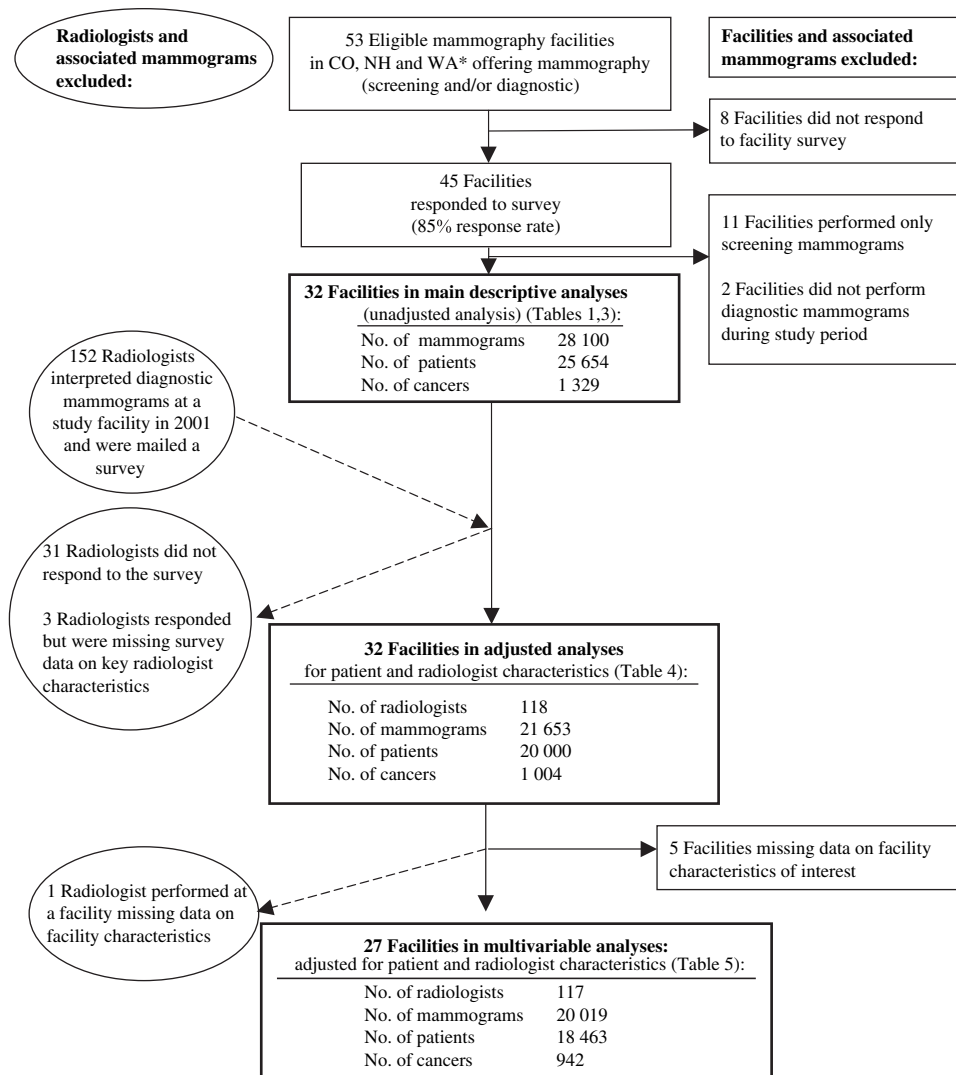 Radiologists and
associated mammograms
excluded:
53 Eligible mammography facilities
in CO, NH and WA* offering mammography
(screening and/or diagnostic)
Facilities and associated
mammograms excluded:
8 Facilities did not respond
to facility survey
45 Facilities
responded to survey
(85% response rate)
11 Facilities performed only
screening mammograms
2 Facilities did not perform
diagnostic mammograms
during study period
32 Facilities in main descriptive analyses
(unadjusted analysis) (Tables 1,3):
No. of mammograms 28 100
No. of patients 25 654
No. of cancers 1 329
152 Radiologists
interpreted diagnostic
mammograms at a
study facility in 2001
and were mailed a
survey
31 Radiologists did not
respond to the survey
3 Radiologists responded
but were missing survey
data on key radiologist
characteristics
32 Facilities in adjusted analyses
for patient and radiologist characteristics (Table 4):
No. of radiologists 118
No. of mammograms 21 653
No. of patients 20 000
No. of cancers 1 004
5 Facilities missing data on facility
characteristics of interest
1 Radiologist performed at
a facility missing data on
facility characteristics
27 Facilities in multivariable analyses:
adjusted for patient and radiologist characteristics (Table 5):
No. of radiologists 117
No. of mammograms 20 019
No. of patients 18 463
No. of cancers 942